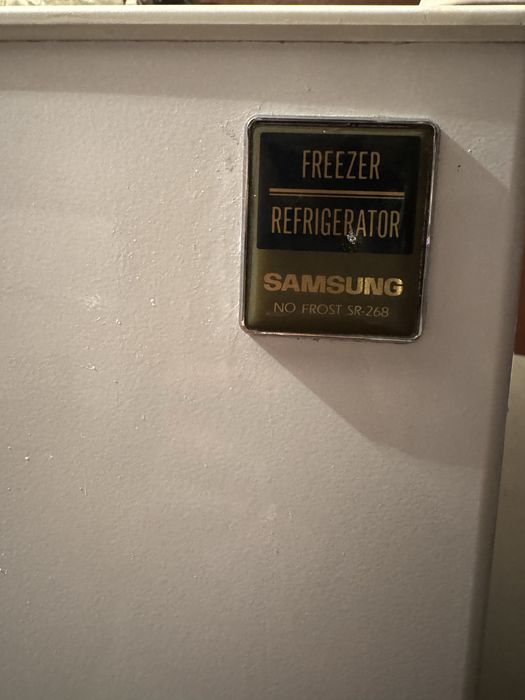 FREEZER
REFRIGERATOR
SAMSUNG
NO FROST SR-268